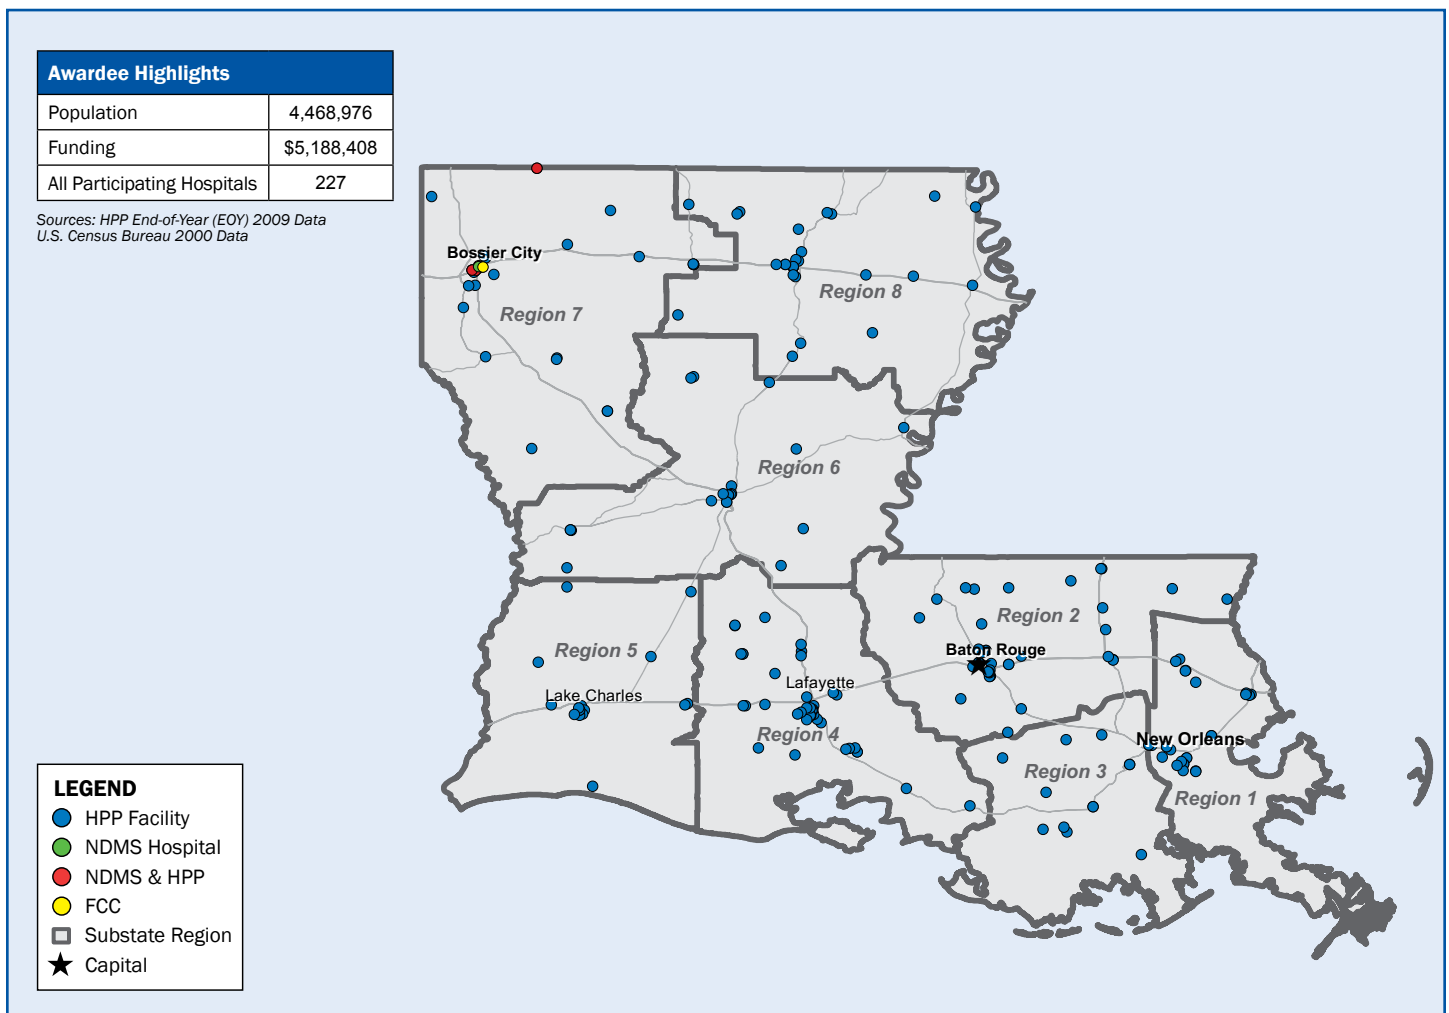 Awardee Highlights
Population 4,468,976
Funding $5,188,408
All Participating Hospitals 227
Sources: HPP End-of-Year (EOY) 2009 Data
U.S. Census Bureau 2000 Data
Bossier City
Region 8
Region 7
Region 6
Region 2
Baton Rouge
Region 5
Lafayette
Lake Charles
Region 4
New Orleans
Region 3
Region 1
LEGEND
HPP Facility
NDMS Hospital
NDMS & HPP
FCC
Substate Region
Capital